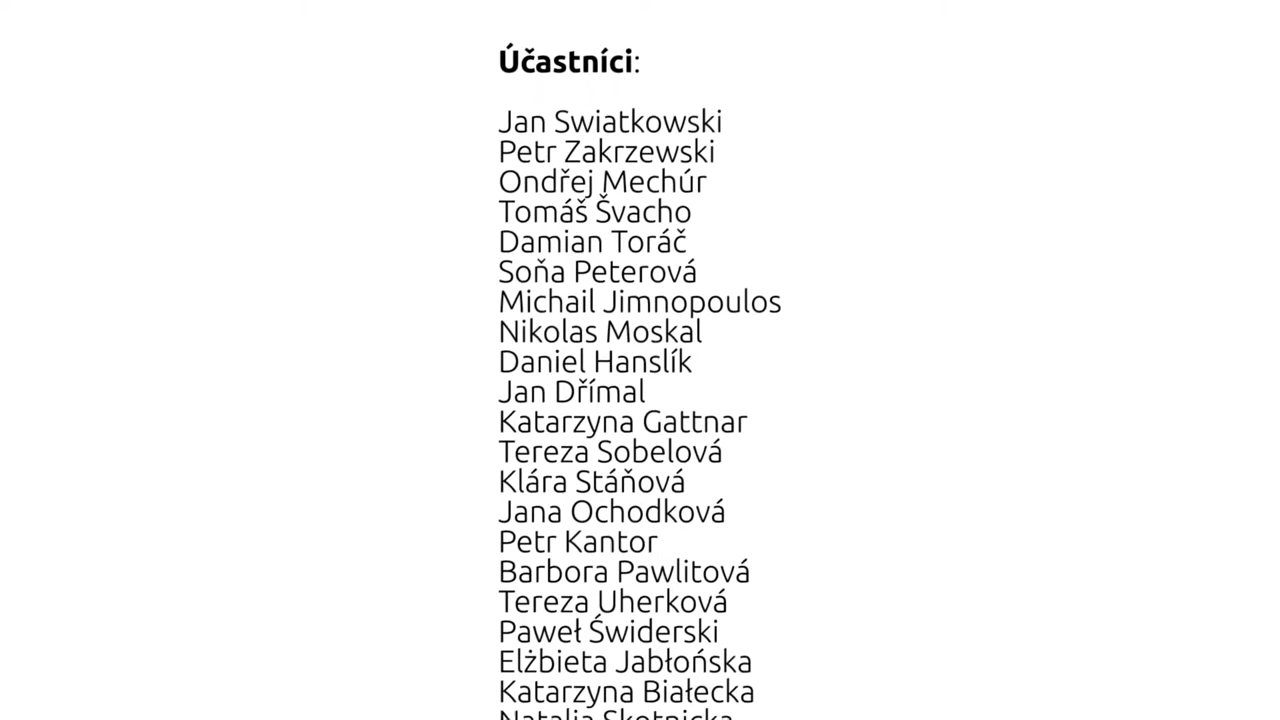 Účastníci:
Jan Swiatkowski
Petr Zakrzewski
Ondřej Mechúr
Tomáš Švacho
Damian Toráč
Soňa Peterová
Michail Jimnopoulos
Nikolas Moskal
Daniel Hanslík
Jan Dřímal
Katarzyna Gattnar
Tereza Sobelová
Klára Stáňová
Jana Ochodková
Petr Kantor
Barbora Pawlitová
Tereza Uherková
Paweł Świderski
Elżbieta Jabłońska
Katarzyna Białecka
Natalia Skotnicka